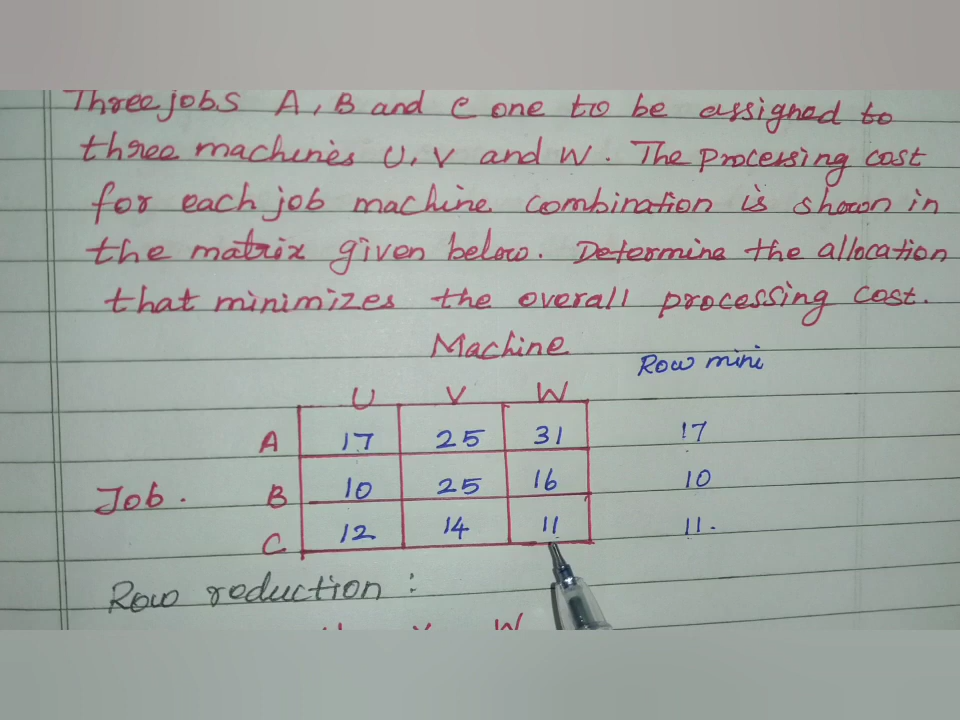 Three jobs A, B and C one to be assigned to
three machines U, V and W. The processing cost
for each job machine combination is shown in
the matrix given below. Determine the allocation
that minimizes the overall processing cost.
Machine Row mini
U V W
A 17 25 31 17
Job. B 10 25 16 10
C 12 14 11 11.
Row reduction :
W